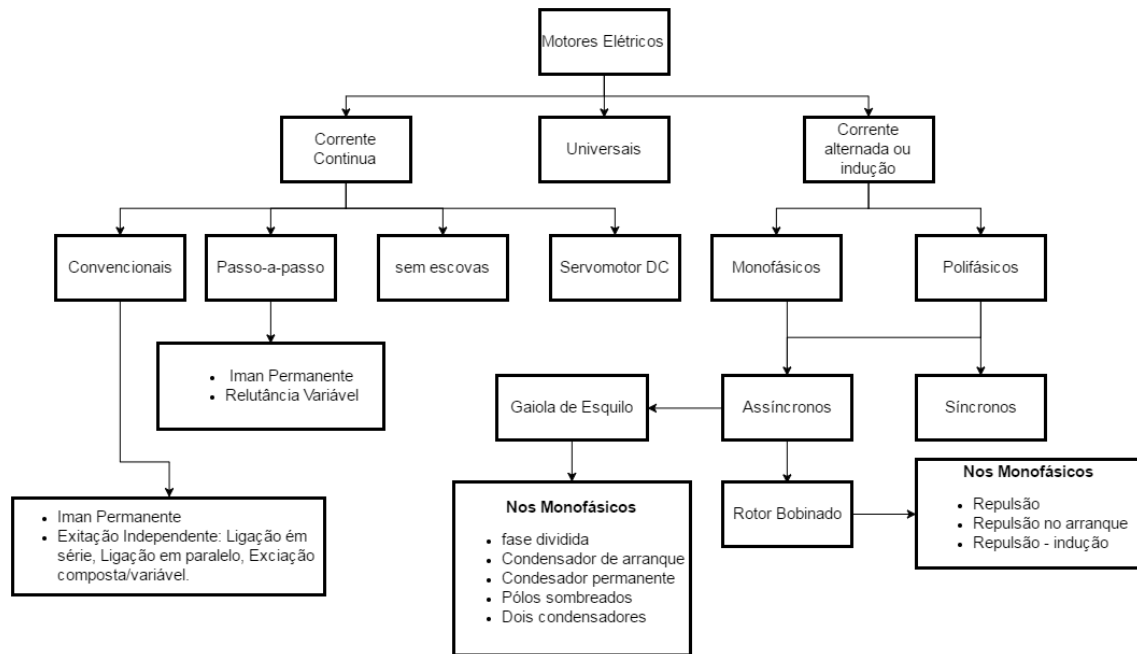 Motores Elétricos
Corrente
Continua
Universais
Corrente
alternada ou
indução
Convencionais
Passo-a-passo
sem escovas
Servomotor DC
Monofásicos
Polifásicos
• Iman Permanente
• Relutância Variável
Gaiola de Esquilo
Assíncronos
Síncronos
• Iman Permanente
• Exitação Independente: Ligação ém
série, Ligação em paralelo, Exciação
composta/variável.
Nos Monofásicos
• fase dividida
• Condensador de arranque
• Condesador permanente
• Pólos sombreados
• Dois condensadores
Rotor Bobinado
Nos Monofásicos
• Repulsão
• Repulsão no arranque
• Repulsão - indução